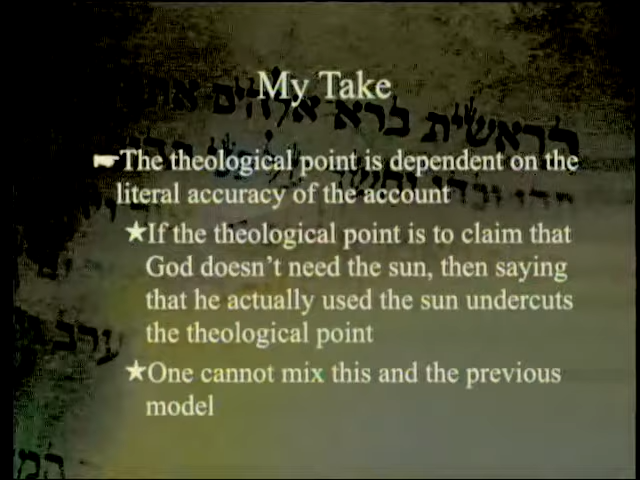 My Take
בראשית ברא אלהים את
The theological point is dependent on the
literal accuracy of the account
If the theological point is to claim that
God doesn't need the sun, then saying
that he actually used the sun undercuts
the theological point
ערב
One cannot mix this and the previous
model